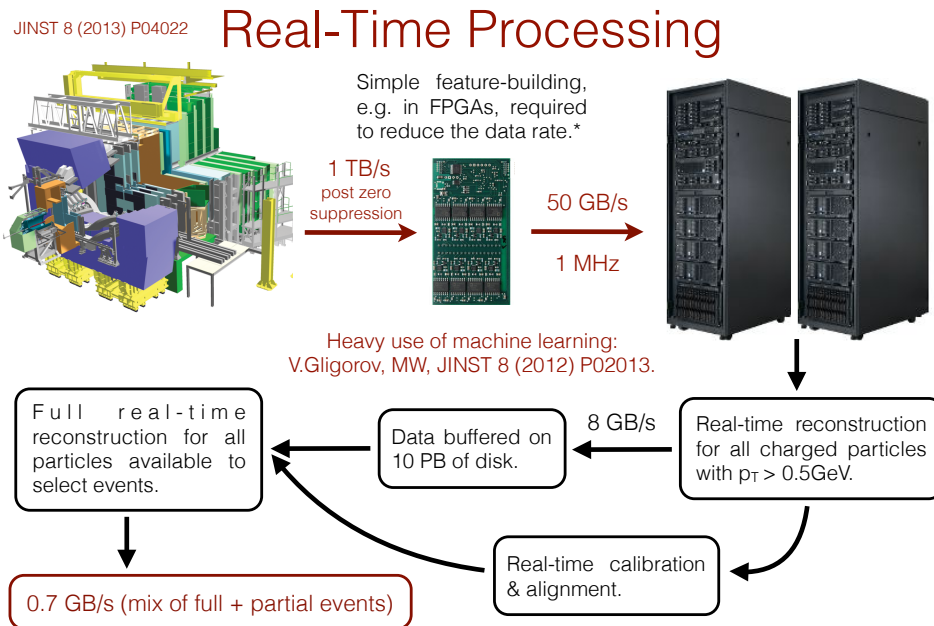 JINST 8 (2013) P04022
Real-Time Processing
Simple feature-building,
e.g. in FPGAs, required
to reduce the data rate.*
1 TB/s
post zero
suppression
50 GB/s
1 MHz
Heavy use of machine learning:
V.Gligorov, MW, JINST 8 (2012) P02013.
Full real-time
reconstruction for all
particles available to
select events.
Data buffered on
10 PB of disk.
8 GB/s
Real-time reconstruction
for all charged particles
with pT > 0.5GeV.
Real-time calibration
& alignment.
0.7 GB/s (mix of full + partial events)